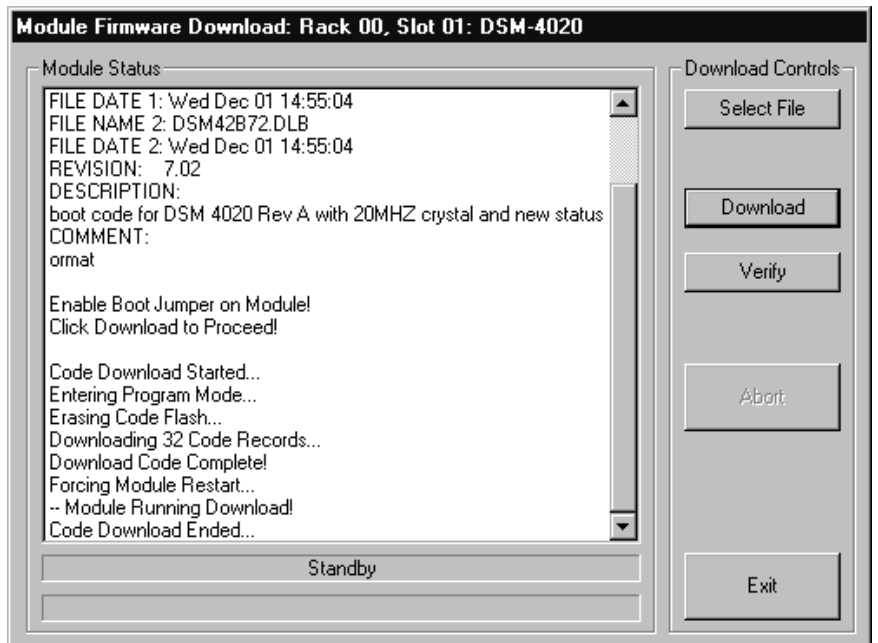 Module Firmware Download: Rack 00, Slot 01: DSM-4020
Module Status
FILE DATE 1: Wed Dec 01 14:55:04
FILE NAME 2: DSM42B72.DLB
FILE DATE 2: Wed Dec 01 14:55:04
REVISION: 7.02
DESCRIPTION:
boot code for DSM 4020 Rev A with 20MHZ crystal and new status
COMMENT:
ormat
Enable Boot Jumper on Module!
Click Download to Proceed!
Code Download Started...
Entering Program Mode...
Erasing Code Flash...
Downloading 32 Code Records...
Download Code Complete!
Forcing Module Restart...
-- Module Running Download!
Code Download Ended...
Standby
Download Controls
Select File
Download
Verify
Abort
Exit